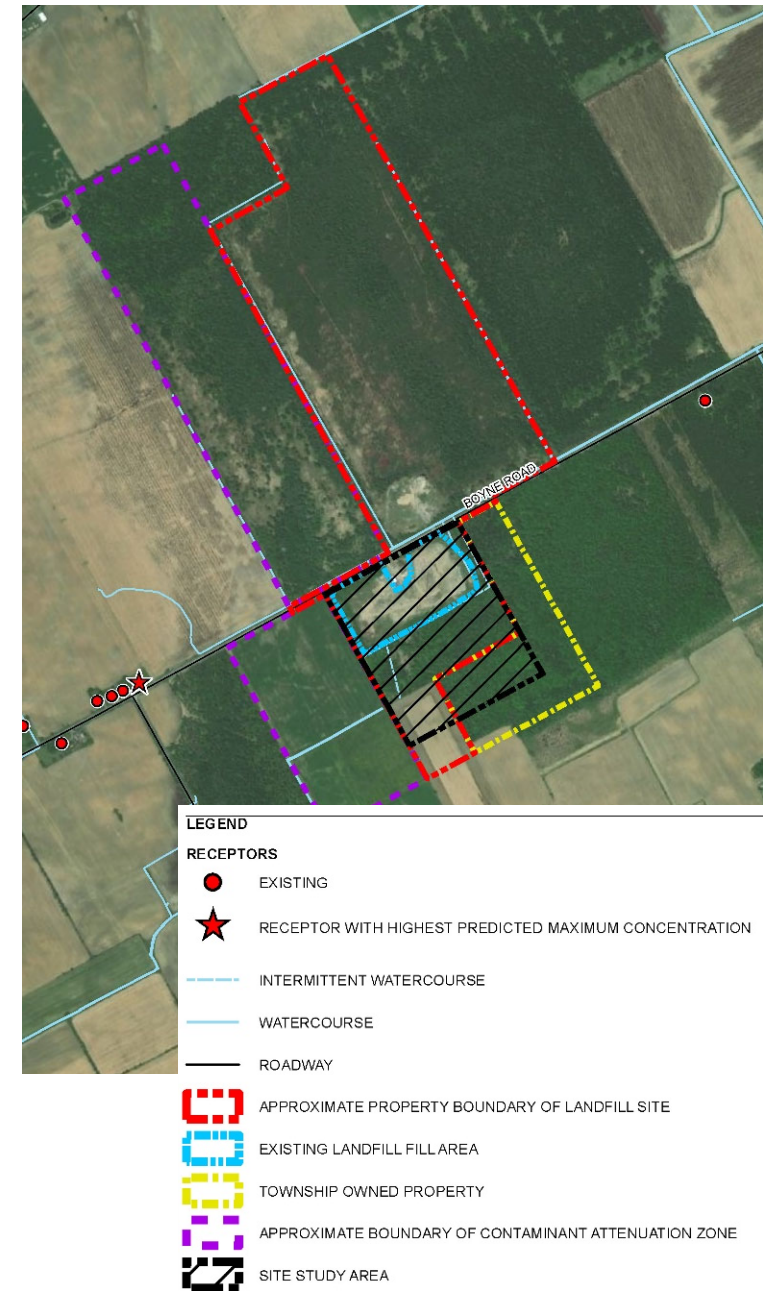 BOYNE ROAD
LEGEND
RECEPTORS
EXISTING
RECEPTOR WITH HIGHEST PREDICTED MAXIMUM CONCENTRATION
INTERMITTENT WATERCOURSE
WATERCOURSE
ROADWAY
APPROXIMATE PROPERTY BOUNDARY OF LANDFILL SITE
EXISTING LANDFILL FILL AREA
TOWNSHIP OWNED PROPERTY
APPROXIMATE BOUNDARY OF CONTAMINANT ATTENUATION ZONE
SITE STUDY AREA